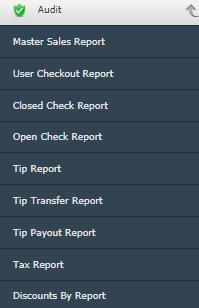 Audit
Master Sales Report
User Checkout Report
Closed Check Report
Open Check Report
Tip Report
Tip Transfer Report
Tip Payout Report
Tax Report
Discounts By Report